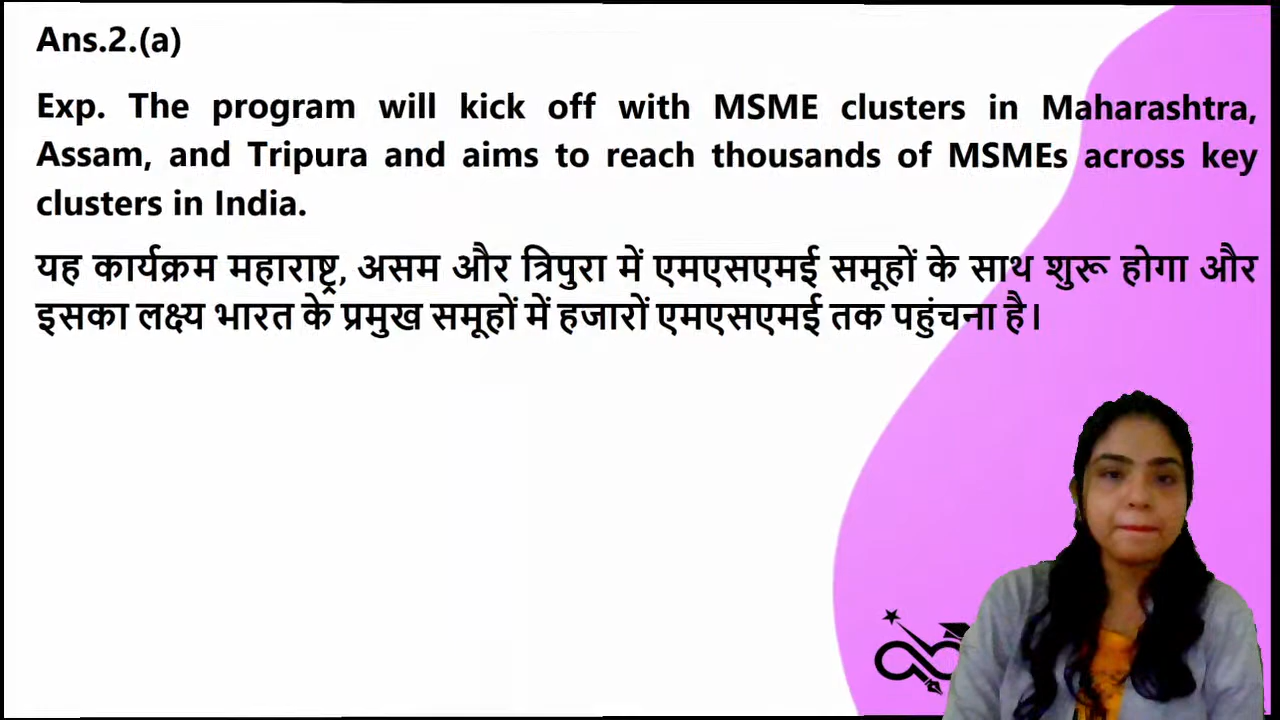 Ans.2.(a)
Exp. The program will kick off with MSME clusters in Maharashtra,
Assam, and Tripura and aims to reach thousands of MSMEs across key
clusters in India.
यह कार्यक्रम महाराष्ट्र, असम और त्रिपुरा में एमएसएमई समूहों के साथ शुरू होगा और
इसका लक्ष्य भारत के प्रमुख समूहों में हजारों एमएसएमई तक पहुंचना है।